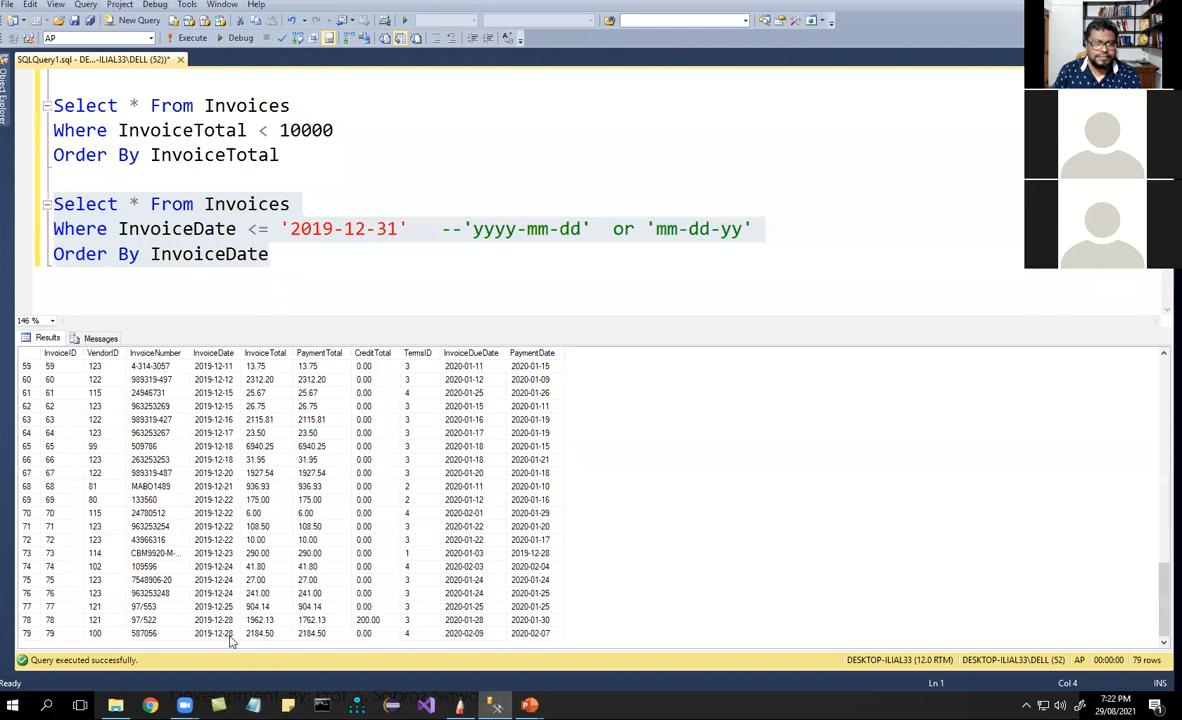 File Edit View Query Project Debug Tools Window Help
New Query
AP Execute Debug
SQLQuery1.sql - DE...-ILIAL33\DELL (52))*
Object Explorer
Select * From Invoices
Where InvoiceTotal < 10000
Order By InvoiceTotal
Select * From Invoices
Where InvoiceDate <= '2019-12-31' --'yyyy-mm-dd' or 'mm-dd-yy'
Order By InvoiceDate
146 %
Results Messages
InvoiceID VendorID InvoiceNumber InvoiceDate InvoiceTotal PaymentTotal CreditTotal TermsID InvoiceDueDate PaymentDate
59 59 123 4-314-3057 2019-12-11 13.75 13.75 0.00 3 2020-01-11 2020-01-15
60 60 122 989319-497 2019-12-12 2312.20 2312.20 0.00 3 2020-01-12 2020-01-09
61 61 115 24946731 2019-12-15 25.67 25.67 0.00 4 2020-01-25 2020-01-26
62 62 123 963253269 2019-12-15 26.75 26.75 0.00 3 2020-01-15 2020-01-11
63 63 122 989319-427 2019-12-16 2115.81 2115.81 0.00 3 2020-01-16 2020-01-19
64 64 123 963253267 2019-12-17 23.50 23.50 0.00 3 2020-01-17 2020-01-19
65 65 99 509786 2019-12-18 6940.25 6940.25 0.00 3 2020-01-18 2020-01-15
66 66 123 263253253 2019-12-18 31.95 31.95 0.00 3 2020-01-18 2020-01-21
67 67 122 989319-487 2019-12-20 1927.54 1927.54 0.00 3 2020-01-20 2020-01-18
68 68 81 MABO1489 2019-12-21 936.93 936.93 0.00 2 2020-01-11 2020-01-10
69 69 80 133560 2019-12-22 175.00 175.00 0.00 2 2020-01-12 2020-01-16
70 70 115 24780512 2019-12-22 6.00 6.00 0.00 4 2020-02-01 2020-01-29
71 71 123 963253254 2019-12-22 108.50 108.50 0.00 3 2020-01-22 2020-01-20
72 72 123 43966316 2019-12-22 10.00 10.00 0.00 3 2020-01-22 2020-01-17
73 73 114 CBM9920-M-... 2019-12-23 290.00 290.00 0.00 1 2020-01-03 2019-12-28
74 74 102 109596 2019-12-24 41.80 41.80 0.00 4 2020-02-03 2020-02-04
75 75 123 7548906-20 2019-12-24 27.00 27.00 0.00 3 2020-01-24 2020-01-24
76 76 123 963253248 2019-12-24 241.00 241.00 0.00 3 2020-01-24 2020-01-25
77 77 121 97/553 2019-12-25 904.14 904.14 0.00 3 2020-01-25 2020-01-25
78 78 121 97/522 2019-12-28 1962.13 1762.13 200.00 3 2020-01-28 2020-01-30
79 79 100 587056 2019-12-28 2184.50 2184.50 0.00 4 2020-02-09 2020-02-07
Query executed successfully. DESKTOP-ILIAL33 (12.0 RTM) DESKTOP-ILIAL33\DELL (52) AP 00:00:00 79 rows
Ready Ln 1 Col 4 INS
7:22 PM
29/08/2021